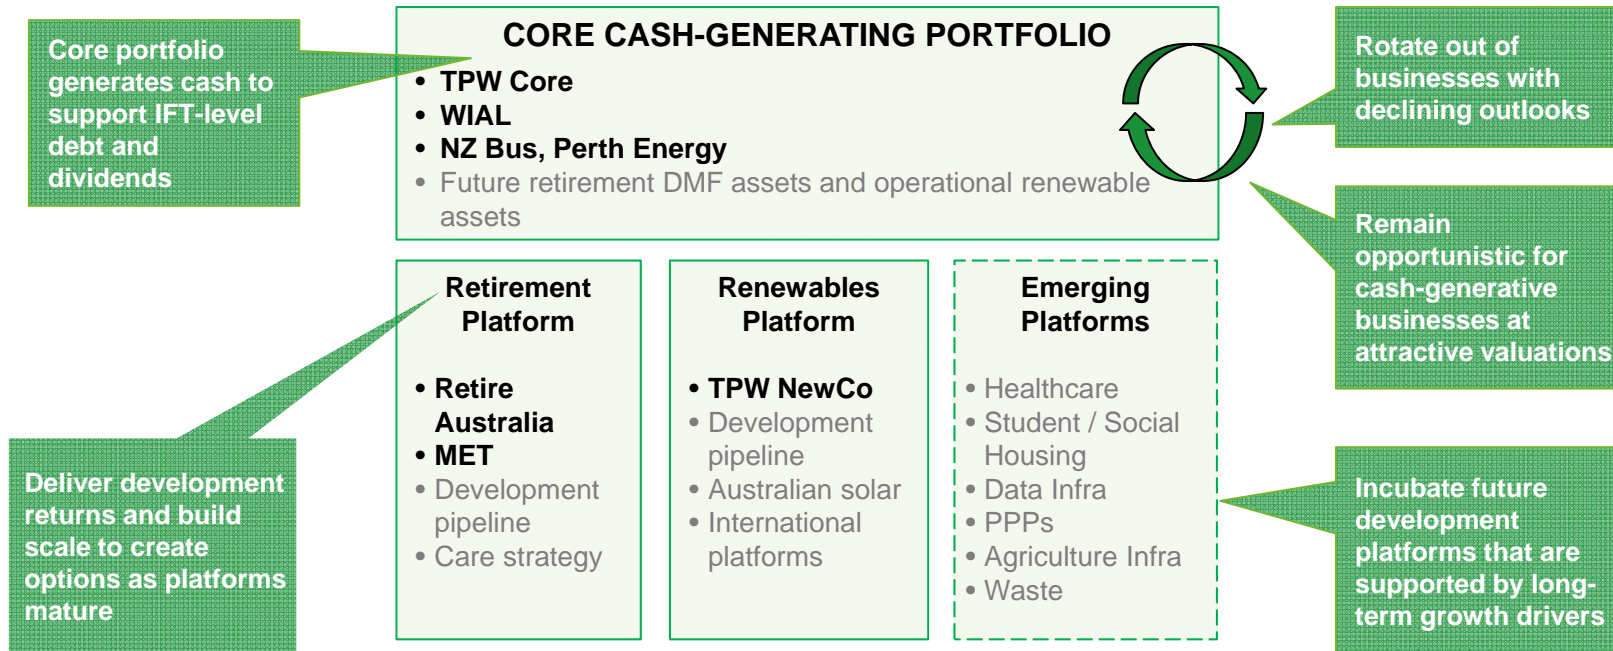 Core portfolio
generates cash to
support IFT-level
debt and
dividends
CORE CASH-GENERATING PORTFOLIO
• TPW Core
• WIAL
• NZ Bus, Perth Energy
• Future retirement DMF assets and operational renewable
assets
Rotate out of
businesses with
declining outlooks
Remain
opportunistic for
cash-generative
businesses at
attractive valuations
Retirement
Platform
• Retire
Australia
• MET
• Development
pipeline
• Care strategy
Renewables
Platform
• TPW NewCo
• Development
pipeline
• Australian solar
• International
platforms
Emerging
Platforms
• Healthcare
• Student / Social
Housing
• Data Infra
• PPPs
• Agriculture Infra
• Waste
Deliver development
returns and build
scale to create
options as platforms
mature
Incubate future
development
platforms that are
supported by long-
term growth drivers